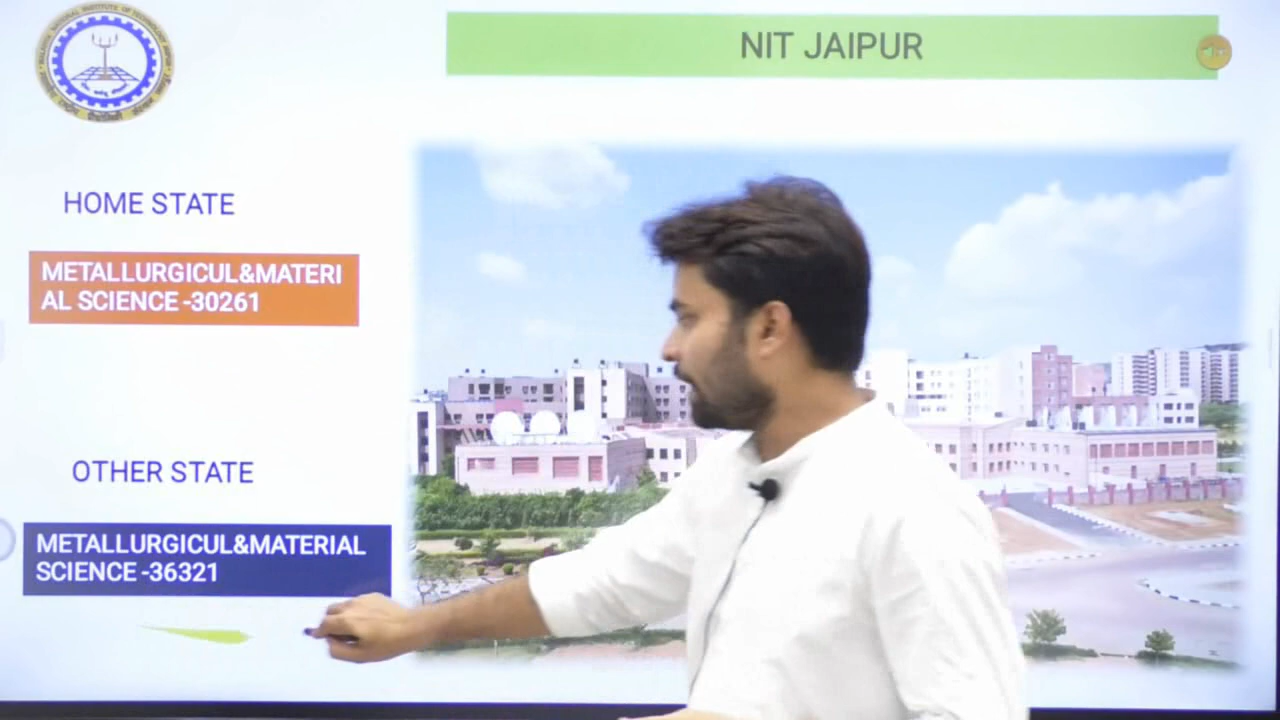 NIT JAIPUR
HOME STATE
METALLURGICUL&MATERI
AL SCIENCE -30261
OTHER STATE
METALLURGICUL&MATERIAL
SCIENCE -36321